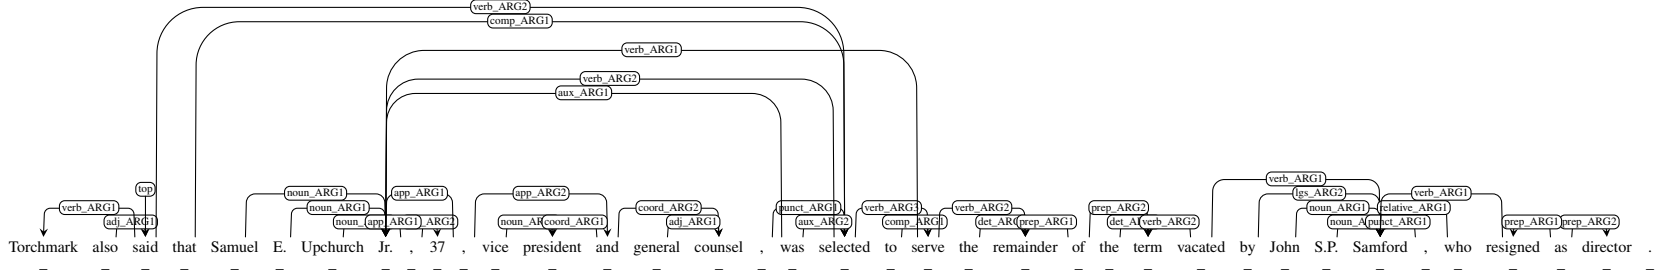 verb_ARG2
comp_ARG1
verb_ARG1
verb_ARG2
aux_ARG1
verb_ARG1
top noun_ARG1 app_ARG1 app_ARG2 lgs_ARG2 verb_ARG1
verb_ARG1 noun_ARG1 coord_ARG2 punct_ARG1 verb_ARG3 verb_ARG2 prep_ARG2 noun_ARG1 relative_ARG1
adj_ARG1 app_ARG1 coord_ARG1 adj_ARG1 aux_ARG2 prep_ARG1 verb_ARG2 punct_ARG1 prep_ARG1 prep_ARG2
Torchmark also said that Samuel E. Upchurch Jr. , 37 , vice president and general counsel , was selected to serve the remainder of the term vacated by John S.P. Samford , who resigned as director .